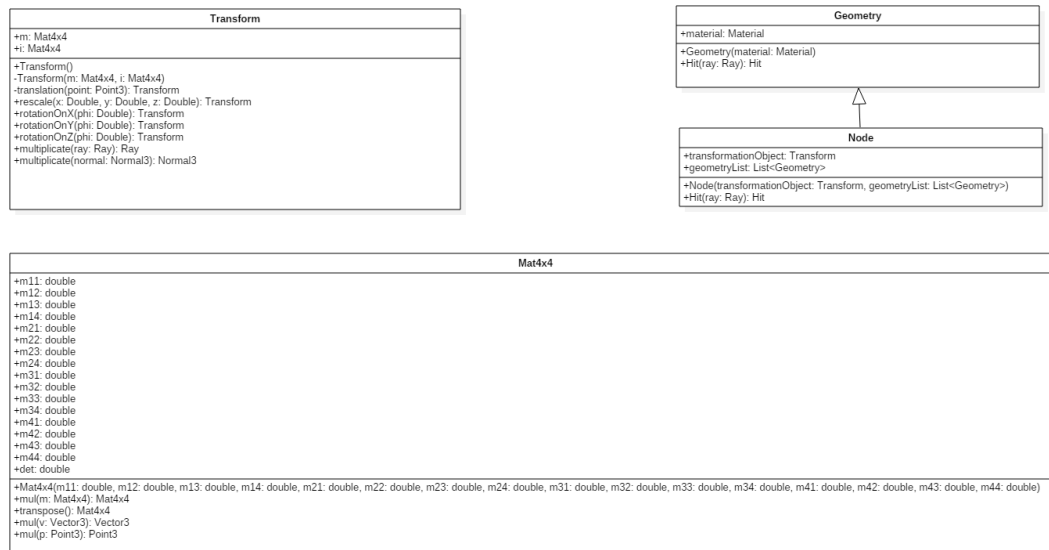 Transform
+m: Mat4x4
+i: Mat4x4
+Transform()
-Transform(m: Mat4x4, i: Mat4x4)
-translation(point: Point3): Transform
+rescale(x: Double, y: Double, z: Double): Transform
+rotationOnX(phi: Double): Transform
+rotationOnY(phi: Double): Transform
+rotationOnZ(phi: Double): Transform
+multiplicate(ray: Ray): Ray
+multiplicate(normal: Normal3): Normal3
Geometry
+material: Material
+Geometry(material: Material)
+Hit(ray: Ray): Hit
Node
+transformationObject: Transform
+geometryList: List<Geometry>
+Node(transformationObject: Transform, geometryList: List<Geometry>)
+Hit(ray: Ray): Hit
Mat4x4
+m11: double
+m12: double
+m13: double
+m14: double
+m21: double
+m22: double
+m23: double
+m24: double
+m31: double
+m32: double
+m33: double
+m34: double
+m41: double
+m42: double
+m43: double
+m44: double
+det: double
+Mat4x4(m11: double, m12: double, m13: double, m14: double, m21: double, m22: double, m23: double, m24: double, m31: double, m32: double, m33: double, m34: double, m41: double, m42: double, m43: double, m44: double)
+mul(m: Mat4x4): Mat4x4
+transpose(): Mat4x4
+mul(v: Vector3): Vector3
+mul(p: Point3): Point3